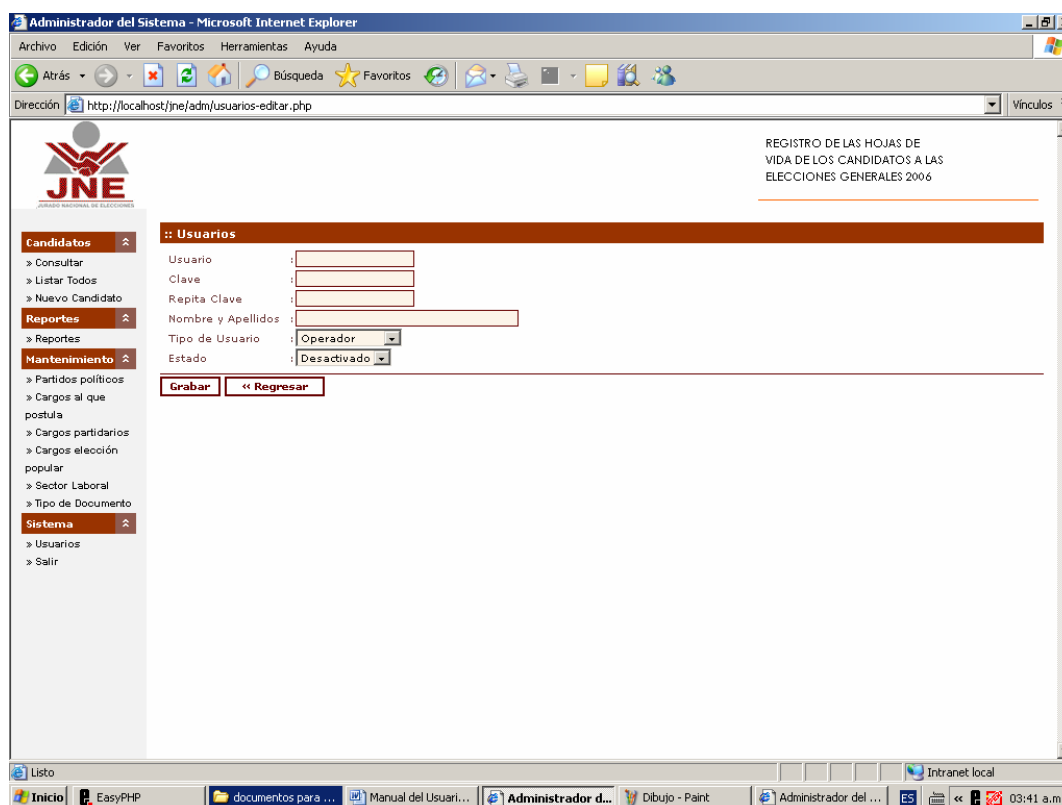 Administrador del Sistema - Microsoft Internet Explorer
Archivo Edición Ver Favoritos Herramientas Ayuda
Atrás Búsqueda Favoritos
Dirección http://localhost/jne/adm/usuarios-editar.php Vínculos
JNE
JURADO NACIONAL DE ELECCIONES
REGISTRO DE LAS HOJAS DE
VIDA DE LOS CANDIDATOS A LAS
ELECCIONES GENERALES 2006
Candidatos
» Consultar
» Listar Todos
» Nuevo Candidato
Reportes
» Reportes
Mantenimiento
» Partidos políticos
» Cargos al que
postula
» Cargos partidarios
» Cargos elección
popular
» Sector Laboral
» Tipo de Documento
Sistema
» Usuarios
» Salir
:: Usuarios
Usuario :
Clave :
Repita Clave :
Nombre y Apellidos :
Tipo de Usuario : Operador
Estado : Desactivado
Grabar « Regresar
Listo Intranet local
Inicio EasyPHP documentos para ... Manual del Usuari... Administrador d... Dibujo - Paint Administrador del ... ES « 03:41 a.m.